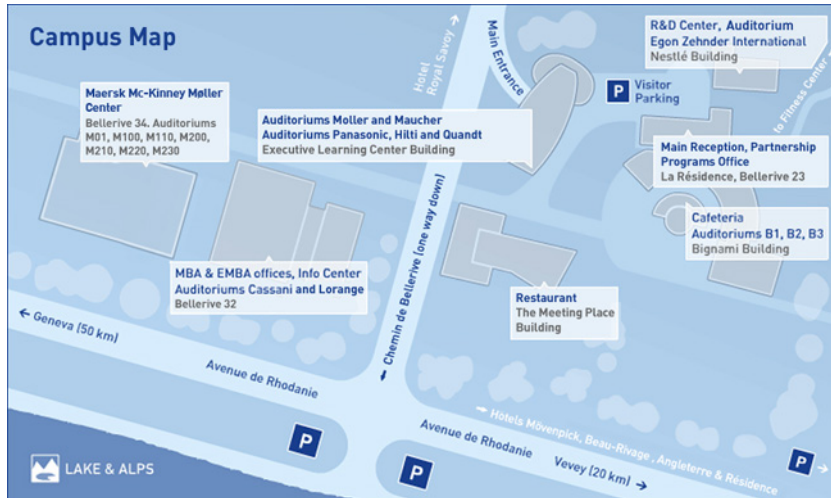 Campus Map
Hotel
Royal Savoy
Main Entrance
R&D Center, Auditorium
Egon Zehnder International
Nestlé Building
P
Visitor
Parking
to Fitness Center
Maersk Mc-Kinney Møller
Center
Bellerive 34. Auditoriums
M01, M100, M110, M200,
M210, M220, M230
Auditoriums Moller and Maucher
Auditoriums Panasonic, Hilti and Quandt
Executive Learning Center Building
Main Reception, Partnership
Programs Office
La Résidence, Bellerive 23
Cafeteria
Auditoriums B1, B2, B3
Bignami Building
MBA & EMBA offices, Info Center
Auditoriums Cassani and Lorange
Bellerive 32
Chemin de Bellerive (one way down)
Restaurant
The Meeting Place
Building
← Geneva (50 km)
Avenue de Rhodanie
Avenue de Rhodanie
Vevey (20 km) →
→ Hotels Mövenpick, Beau-Rivage, Angleterre & Résidence →
P
P
P
LAKE & ALPS